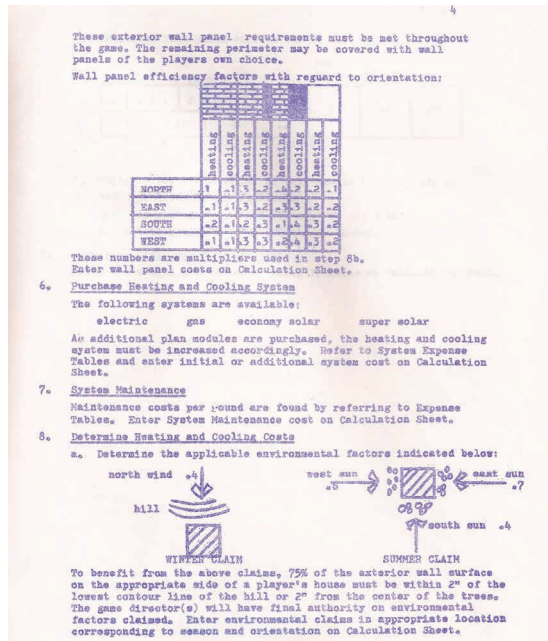 4
These exterior wall panel requirements must be met throughout
the game. The remaining perimeter may be covered with wall
panels of the players own choice.
Wall panel efficiency factors with reguard to orientation:
heating cooling heating cooling heating cooling heating cooling
NORTH .1 .1 .3 .2 .4 .2 .2 .1
EAST .1 .1 .3 .2 .3 .3 .2 .2
SOUTH .2 .1 .2 .3 .1 .4 .3 .2
WEST .1 .1 .3 .3 .2 .4 .3 .2
These numbers are multipliers used in step 8b.
Enter wall panel costs on Calculation Sheet.
6. Purchase Heating and Cooling System
The following systems are available:
electric gas economy solar super solar
As additional plan modules are purchased, the heating and cooling
system must be increased accordingly. Refer to System Expense
Tables and enter initial or additional system cost on Calculation
Sheet.
7. System Maintenance
Maintenance costs per round are found by referring to Expense
Tables. Enter System Maintenance cost on Calculation Sheet.
8. Determine Heating and Cooling Costs
a. Determine the applicable environmental factors indicated below:
north wind .4
hill
WINTER CLAIM
west sun
east sun
.7
south sun .4
SUMMER CLAIM
To benefit from the above claims, 75% of the exterior wall surface
on the appropriate side of a player's house must be within 2" of the
lowest contour line of the hill or 2" from the center of the trees.
The game director(s) will have final authority on environmental
factors claimed. Enter environmental claims in appropriate location
corresponding to season and orientation on Calculation Sheet.